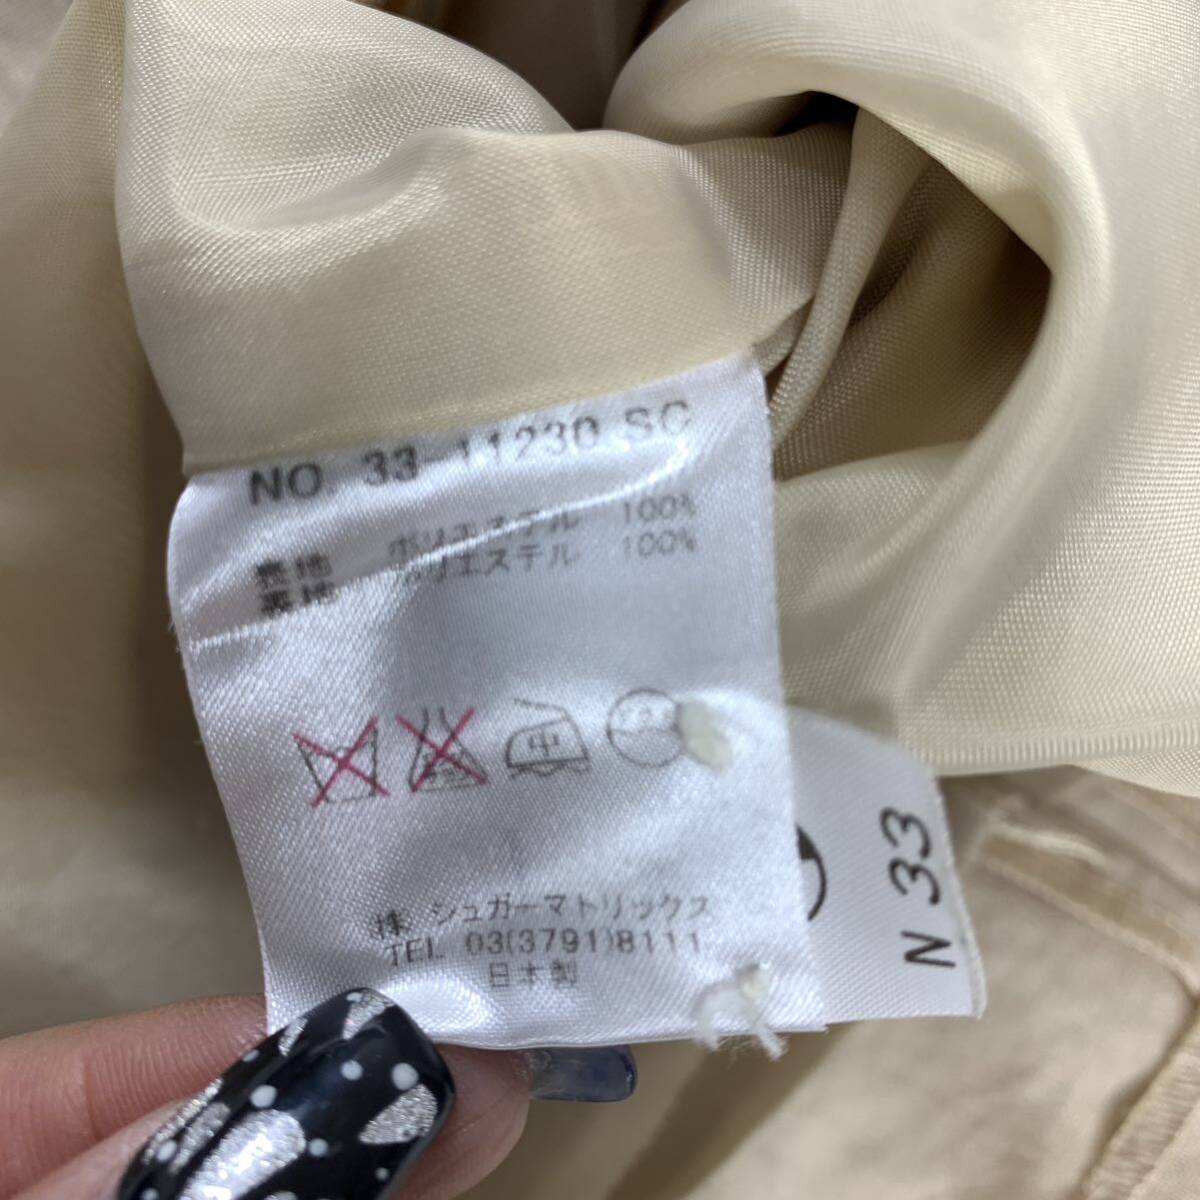 NO. 33-11230 SC
表地 ポリエステル 100%
裏地 ポリエステル 100%
中
株 シュガーマトリックス
TEL 03(3791)8111
日本製
N 33